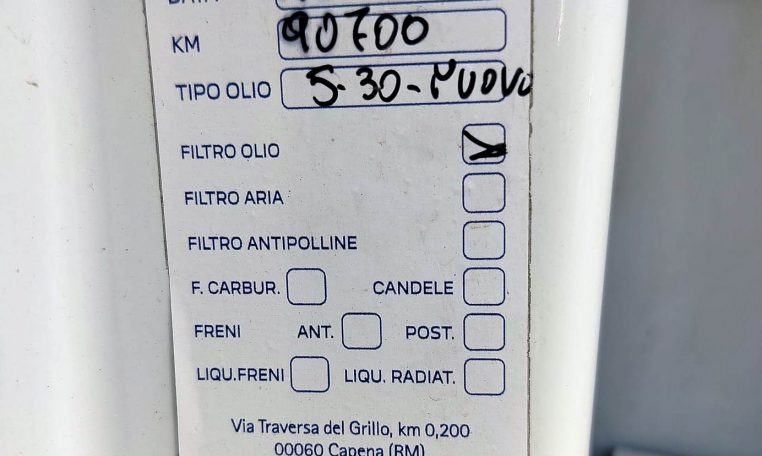 DATA
KM 90700
TIPO OLIO 5-30-NUOVO
FILTRO OLIO
FILTRO ARIA
FILTRO ANTIPOLLINE
F. CARBUR. CANDELE
FRENI ANT. POST.
LIQU.FRENI LIQU. RADIAT.
Via Traversa del Grillo, km 0,200
00060 Capena (RM)